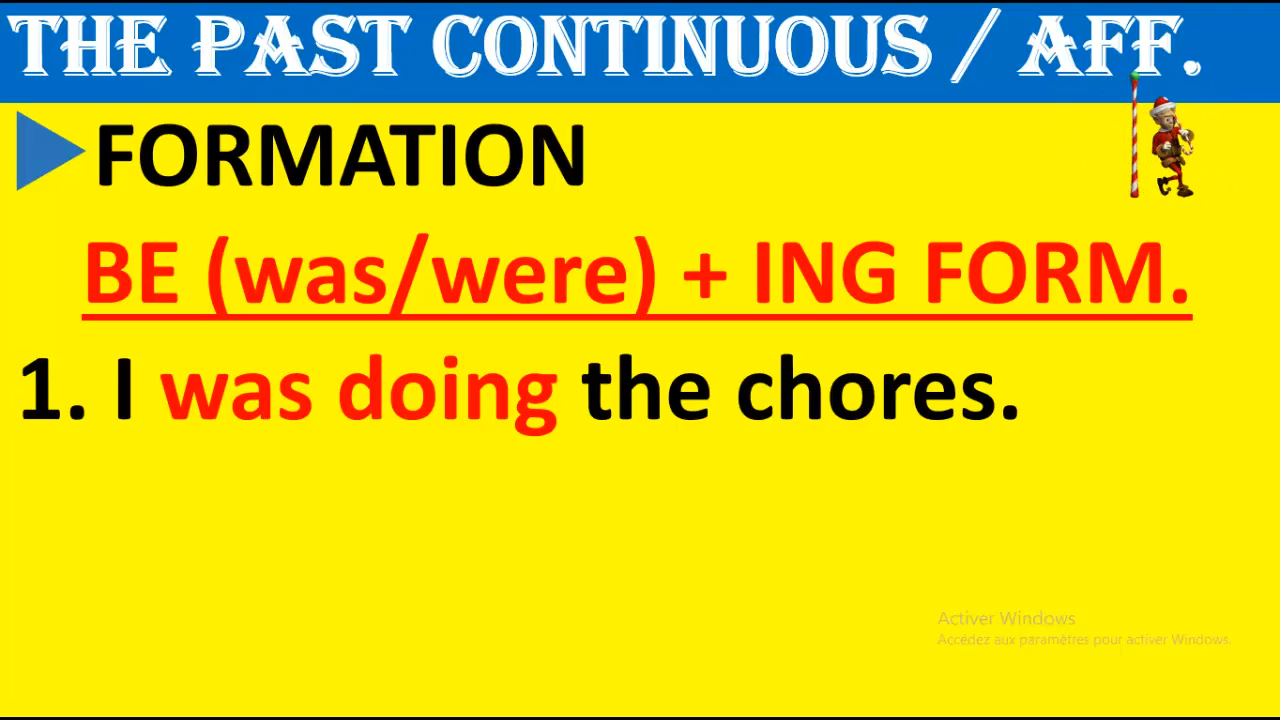 THE PAST CONTINUOUS / AFF.
FORMATION
BE (was/were) + ING FORM.
1. I was doing the chores.
Activer Windows
Accédez aux paramètres pour activer Windows.